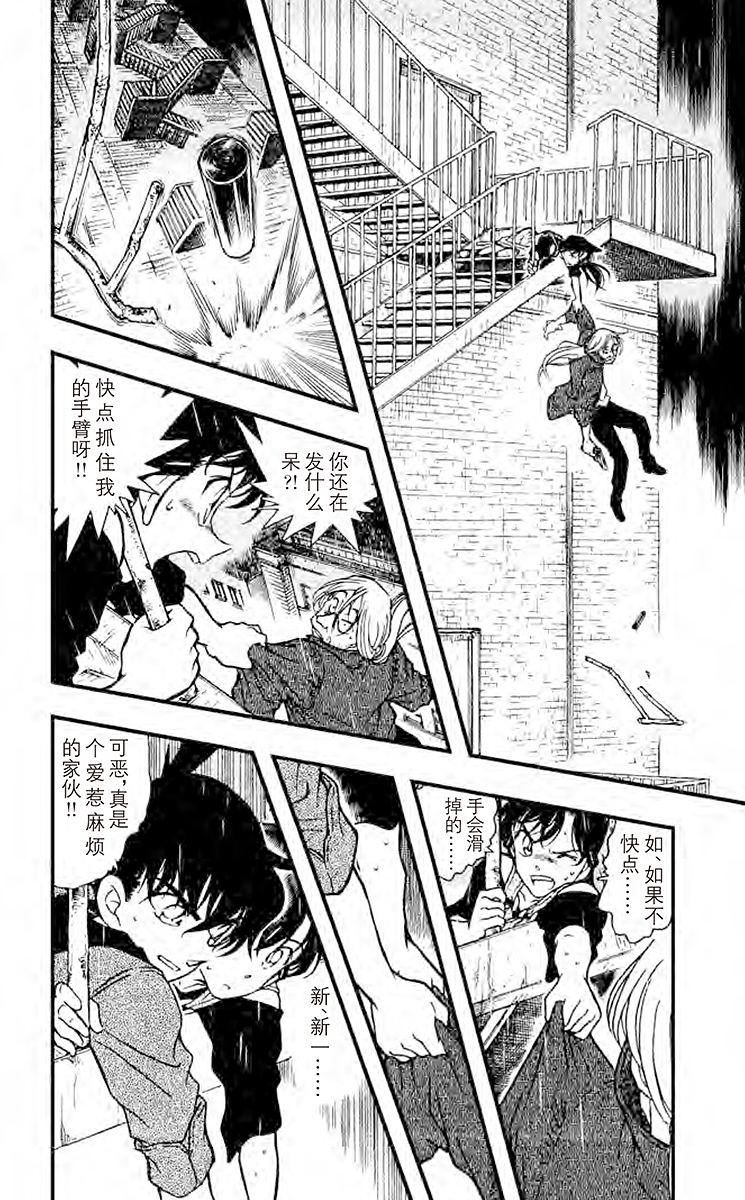 你还在
发什么
呆?!
快点抓住我
的手臂呀!!
如、如果不
快点……
手会滑
掉的……
新、新一……
可恶,真是
个爱惹麻烦
的家伙!!